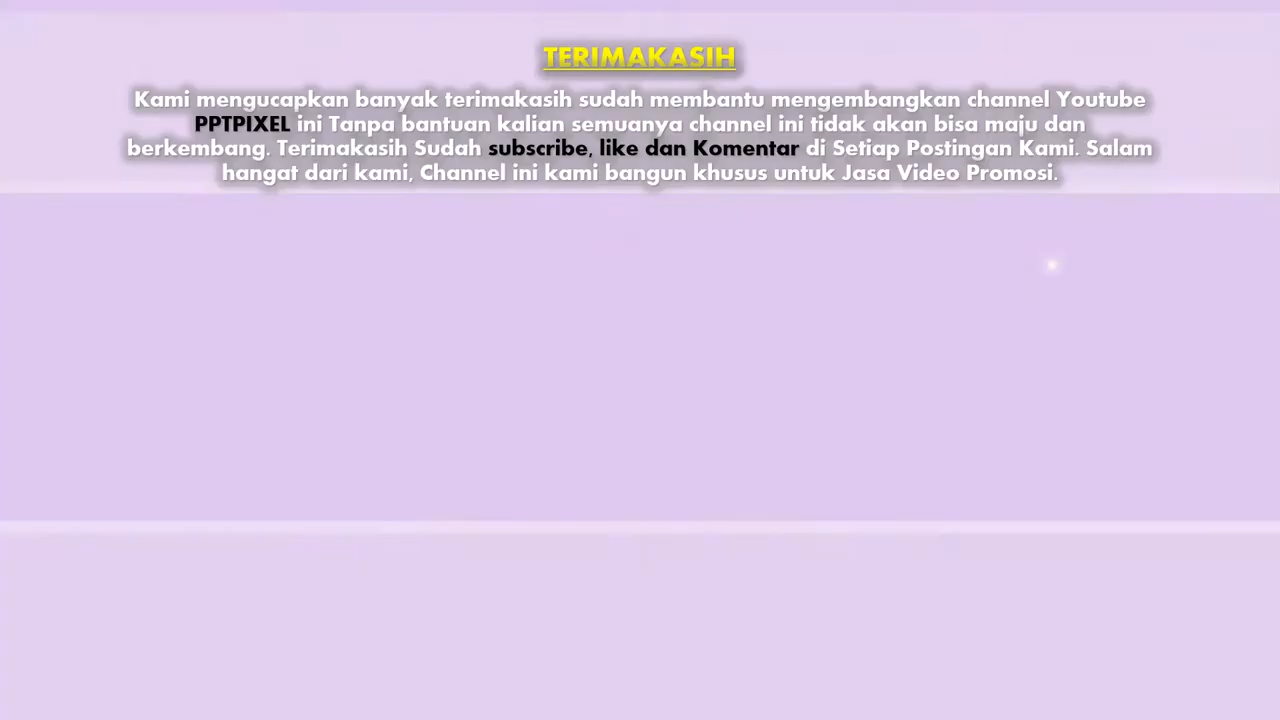 TERIMAKASIH
Kami mengucapkan banyak terimakasih sudah membantu mengembangkan channel Youtube
PPTPIXEL ini Tanpa bantuan kalian semuanya channel ini tidak akan bisa maju dan
berkembang. Terimakasih Sudah subscribe, like dan Komentar di Setiap Postingan Kami. Salam
hangat dari kami, Channel ini kami bangun khusus untuk Jasa Video Promosi.